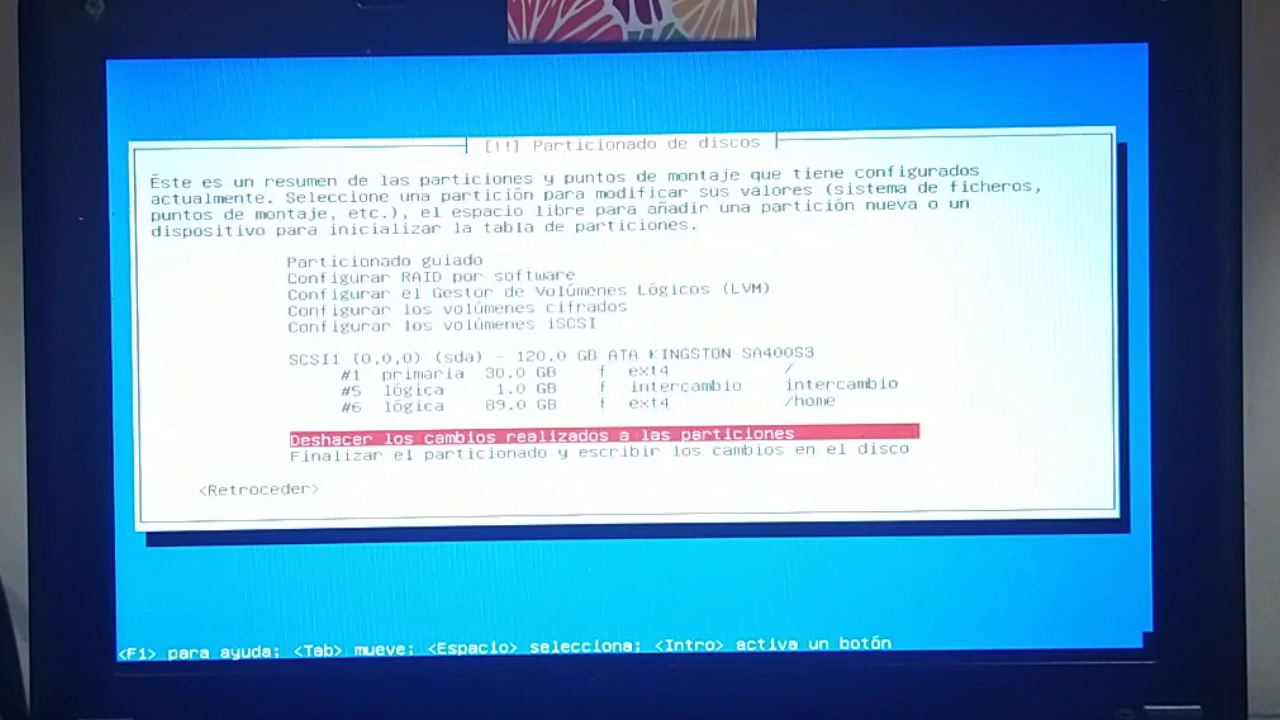 [!!] Particionado de discos
Éste es un resumen de las particiones y puntos de montaje que tiene configurados
actualmente. Seleccione una partición para modificar sus valores (sistema de ficheros,
puntos de montaje, etc.), el espacio libre para añadir una partición nueva o un
dispositivo para inicializar la tabla de particiones.
Particionado guiado
Configurar RAID por software
Configurar el Gestor de Volúmenes Lógicos (LVM)
Configurar los volúmenes cifrados
Configurar los volúmenes iSCSI
SCSI1 (0,0,0) (sda) - 120.0 GB ATA KINGSTON SA400S3
#1 primaria 30.0 GB f ext4 /
#5 lógica 1.0 GB f intercambio intercambio
#6 lógica 89.0 GB f ext4 /home
Deshacer los cambios realizados a las particiones
Finalizar el particionado y escribir los cambios en el disco
<Retroceder>
<F1> para ayuda; <Tab> mueve; <Espacio> selecciona; <Intro> activa un botón